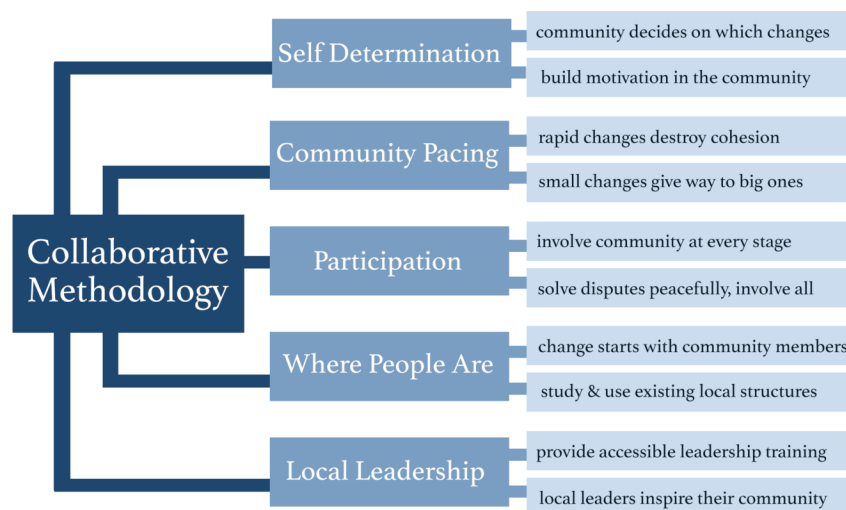 Collaborative
Methodology
Self Determination
community decides on which changes
build motivation in the community
Community Pacing
rapid changes destroy cohesion
small changes give way to big ones
Participation
involve community at every stage
solve disputes peacefully, involve all
Where People Are
change starts with community members
study & use existing local structures
Local Leadership
provide accessible leadership training
local leaders inspire their community